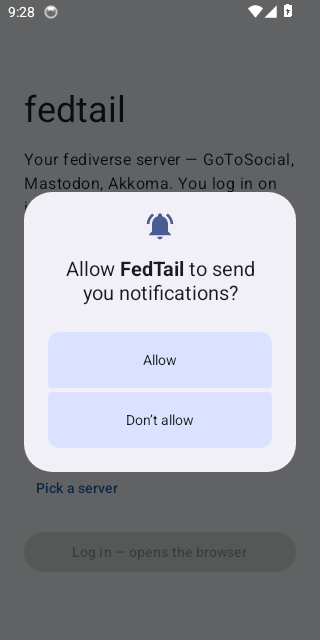 9:28
fedtail
Your fediverse server — GoToSocial,
Mastodon, Akkoma. You log in on
Allow FedTail to send
you notifications?
Allow
Don't allow
Pick a server
Log in — opens the browser